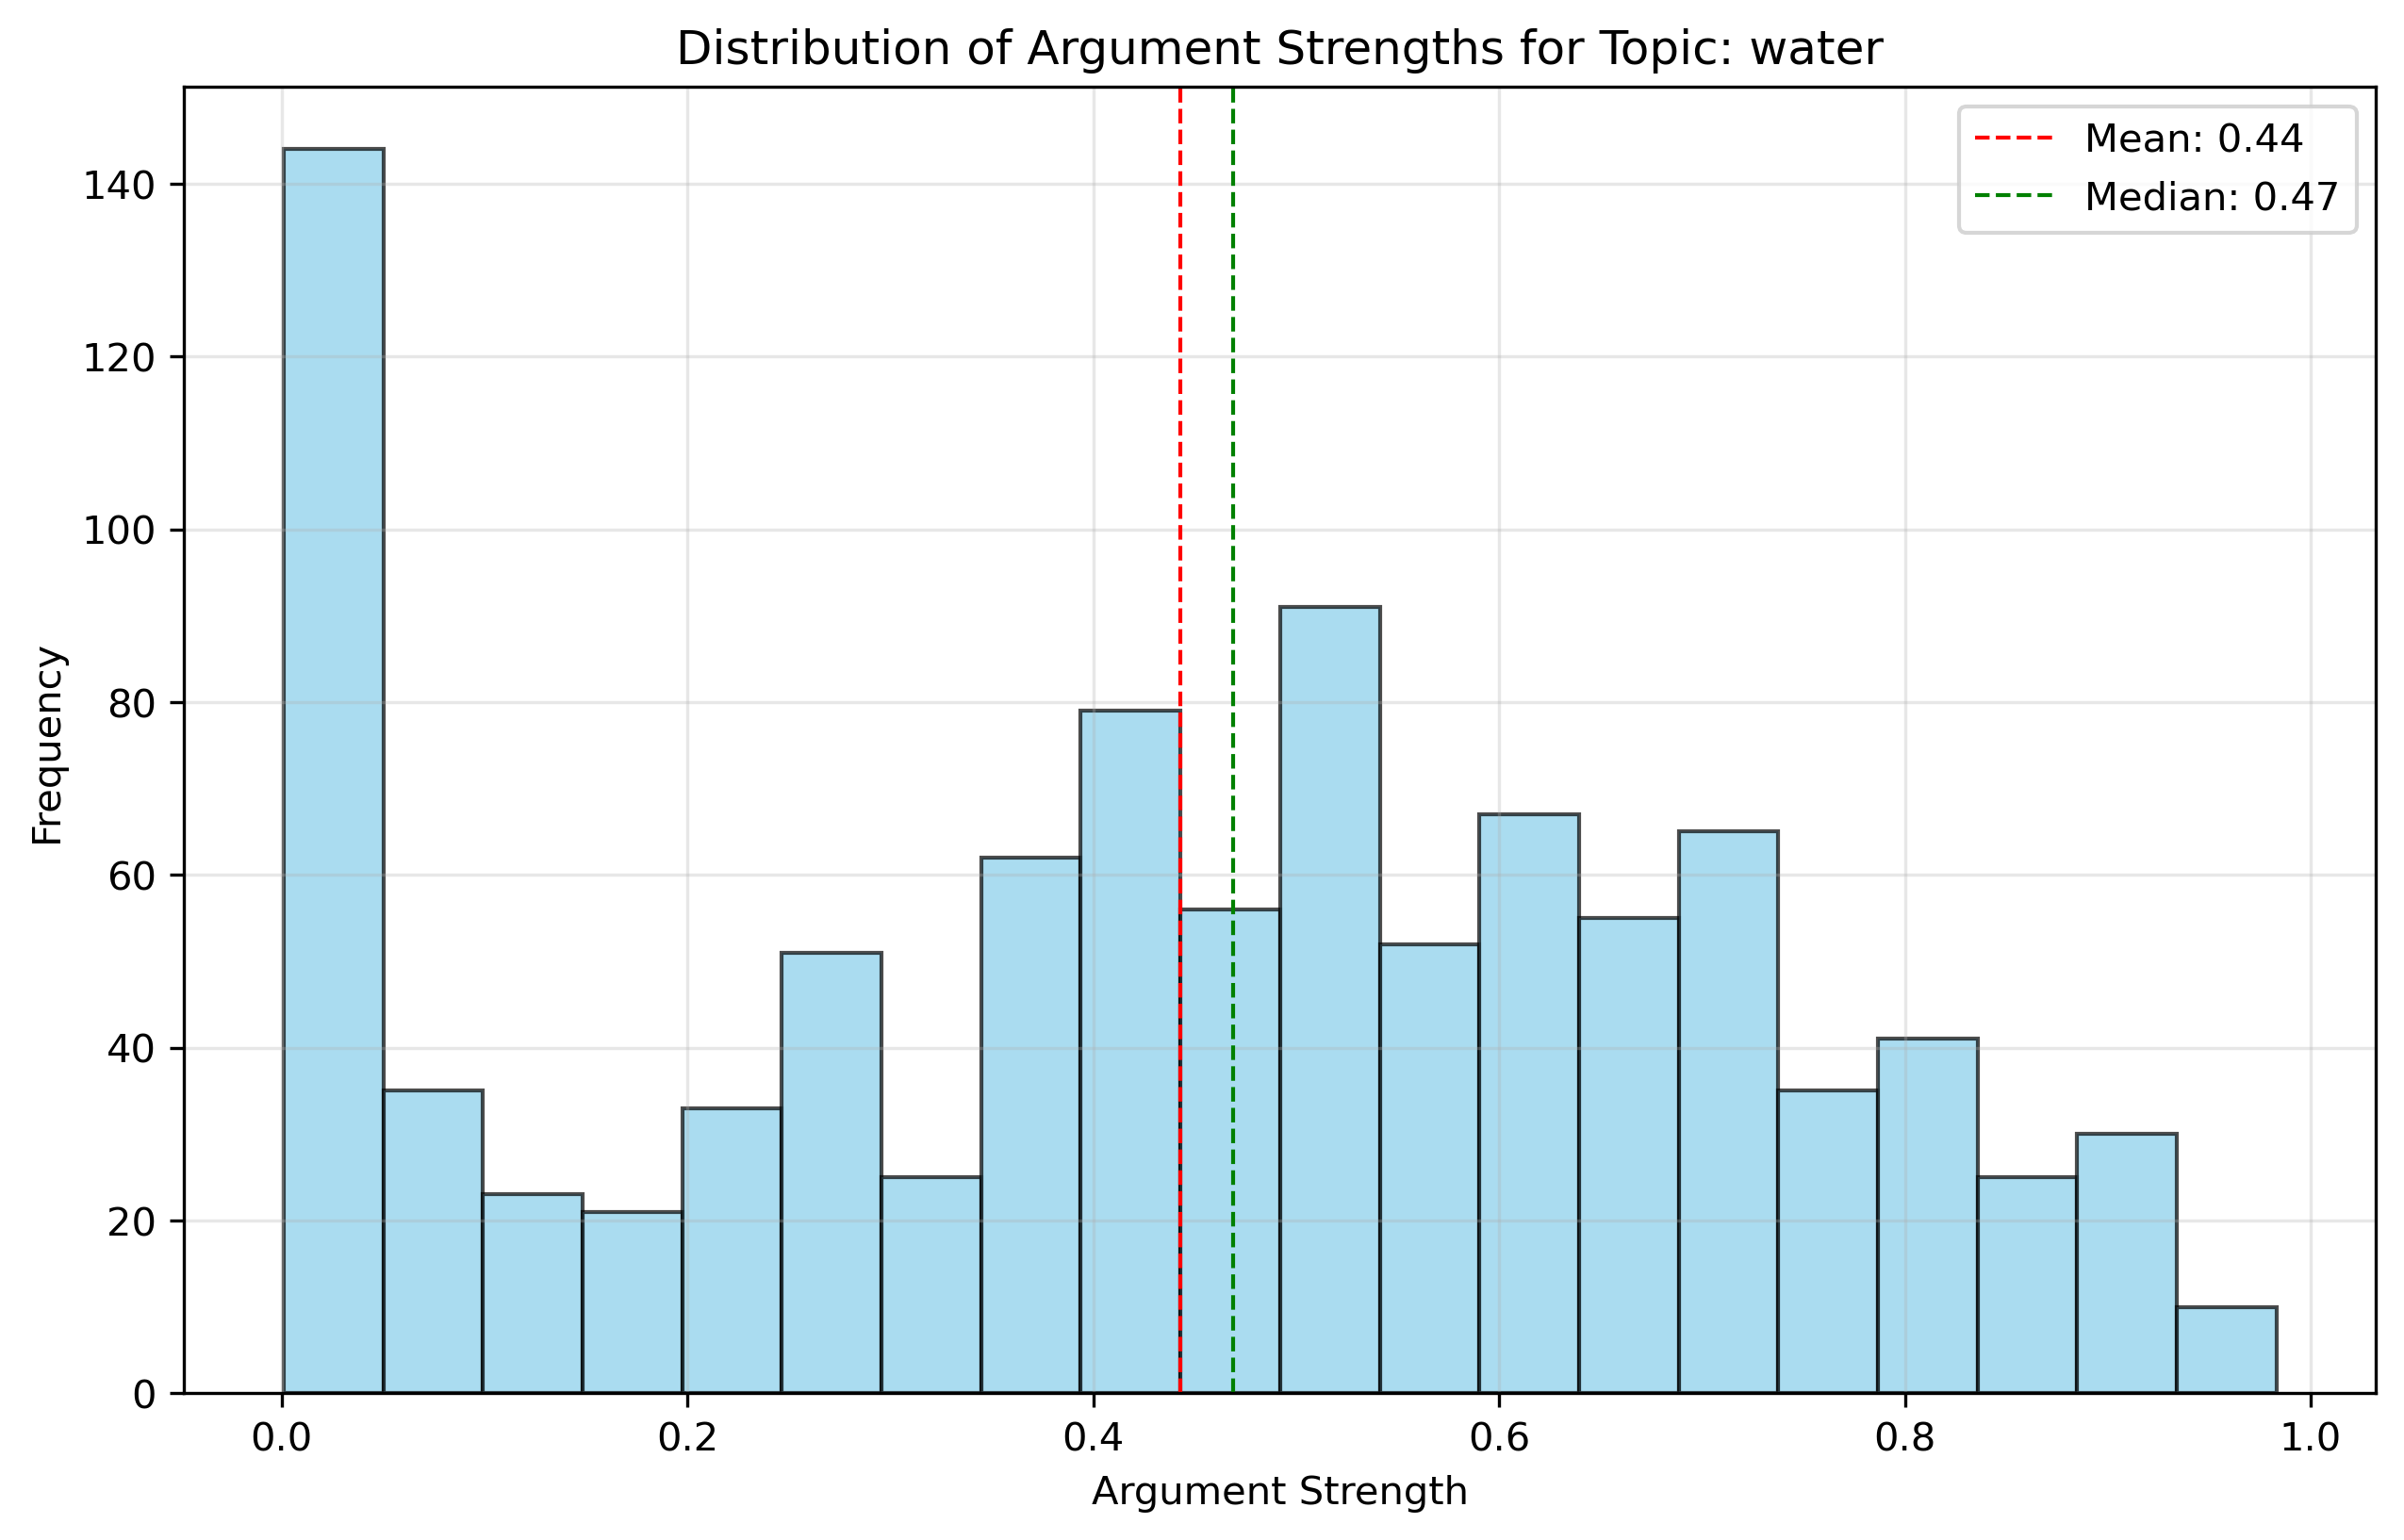 Distribution of Argument Strengths for Topic: water
Mean: 0.44
Median: 0.47
Frequency
140
120
100
80
60
40
20
0
0.0 0.2 0.4 0.6 0.8 1.0
Argument Strength